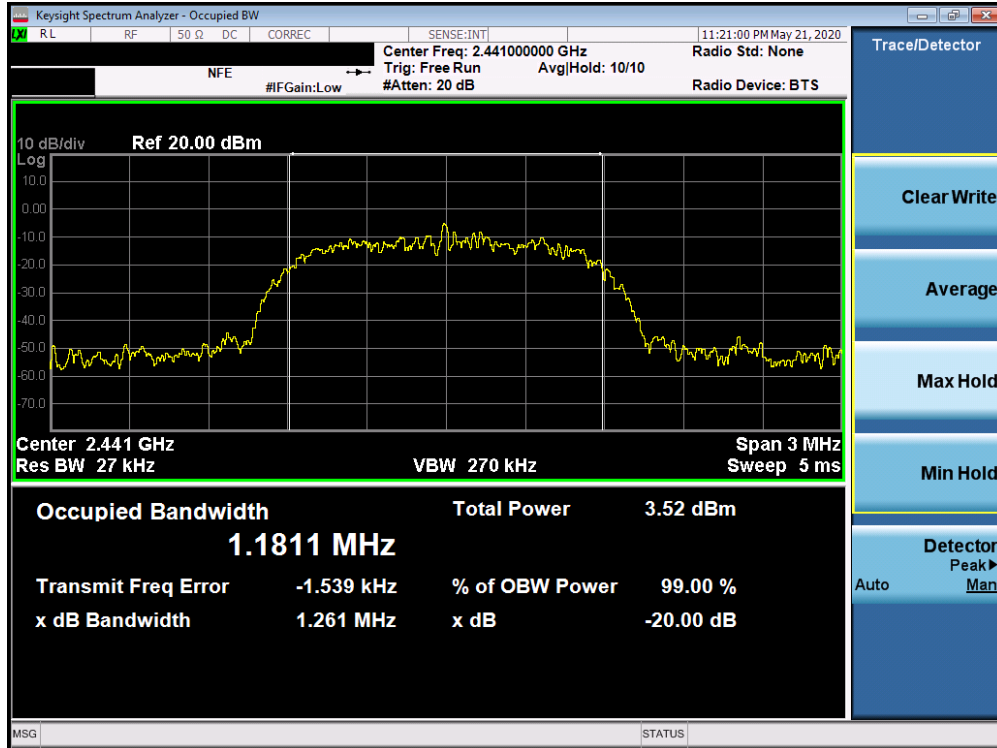 Keysight Spectrum Analyzer - Occupied BW
LXI RL RF 50 Ω DC CORREC SENSE:INT 11:21:00 PM May 21, 2020
Center Freq: 2.441000000 GHz Radio Std: None
NFE Trig: Free Run Avg|Hold: 10/10
#IFGain:Low #Atten: 20 dB Radio Device: BTS
Trace/Detector
10 dB/div Ref 20.00 dBm
Log
10.0
0.00
-10.0
-20.0
-30.0
-40.0
-50.0
-60.0
-70.0
Center 2.441 GHz Span 3 MHz
Res BW 27 kHz VBW 270 kHz Sweep 5 ms
Occupied Bandwidth Total Power 3.52 dBm
1.1811 MHz
Transmit Freq Error -1.539 kHz % of OBW Power 99.00 %
x dB Bandwidth 1.261 MHz x dB -20.00 dB
Clear Write
Average
Max Hold
Min Hold
Detector
Peak▶
Auto Man
MSG STATUS